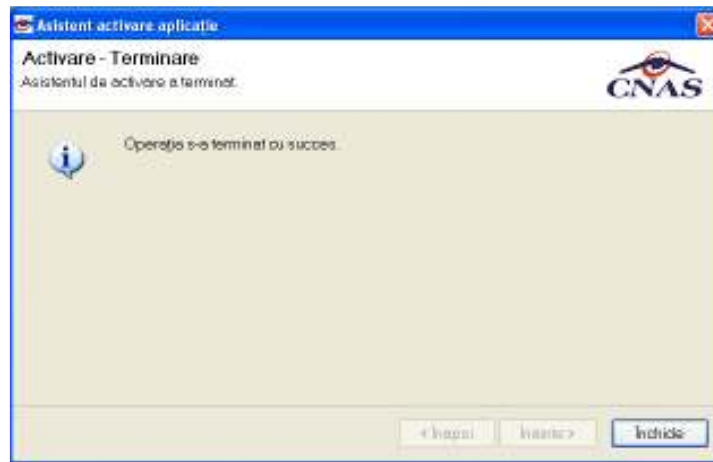 Asistent activare aplicație
Activare - Terminare
Asistentul de activare a terminat.
CNAS
Operația s-a terminat cu succes.
< Înapoi Înainte > Închide